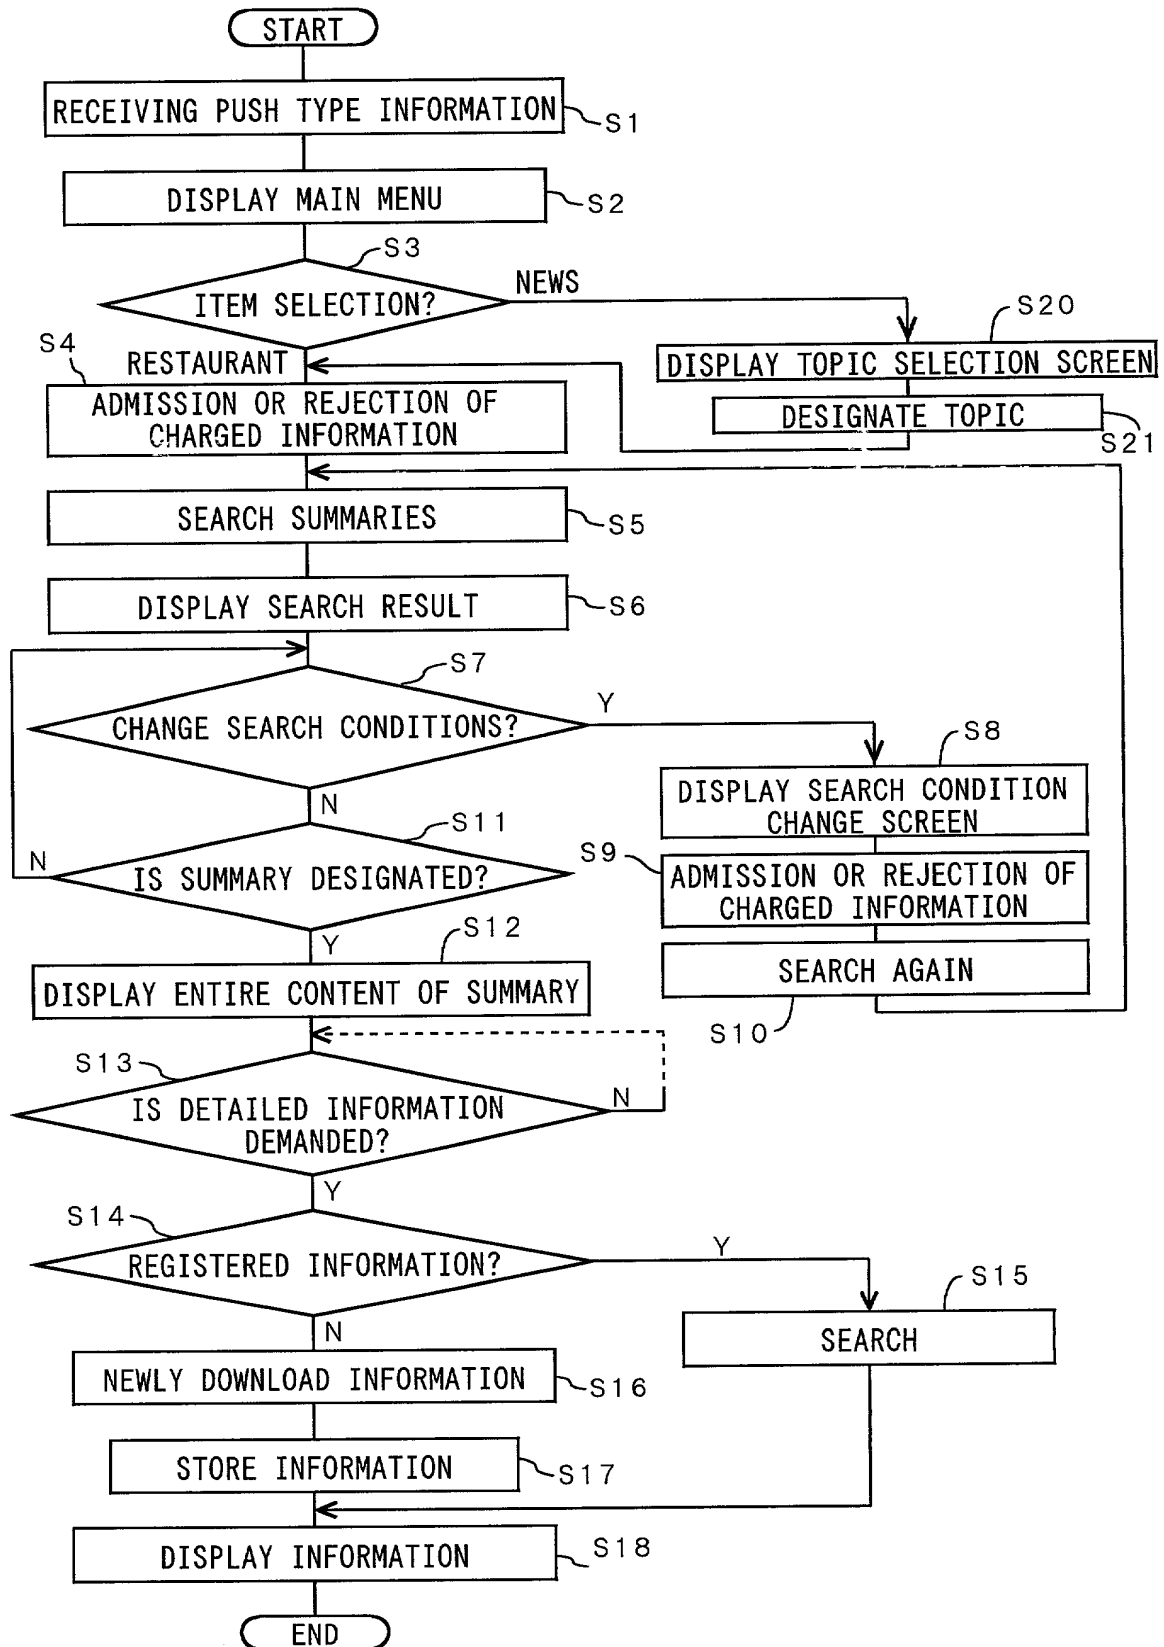 START
RECEIVING PUSH TYPE INFORMATION
S1
DISPLAY MAIN MENU
S2
S3
ITEM SELECTION?
NEWS
S20
DISPLAY TOPIC SELECTION SCREEN
DESIGNATE TOPIC
S21
S4
RESTAURANT
ADMISSION OR REJECTION OF
CHARGED INFORMATION
SEARCH SUMMARIES
S5
DISPLAY SEARCH RESULT
S6
S7
CHANGE SEARCH CONDITIONS?
Y
N
S8
DISPLAY SEARCH CONDITION
CHANGE SCREEN
S9
ADMISSION OR REJECTION OF
CHARGED INFORMATION
SEARCH AGAIN
S10
S11
N
IS SUMMARY DESIGNATED?
Y
S12
DISPLAY ENTIRE CONTENT OF SUMMARY
S13
IS DETAILED INFORMATION
DEMANDED?
N
Y
S14
REGISTERED INFORMATION?
Y
N
S15
SEARCH
NEWLY DOWNLOAD INFORMATION
S16
STORE INFORMATION
S17
DISPLAY INFORMATION
S18
END